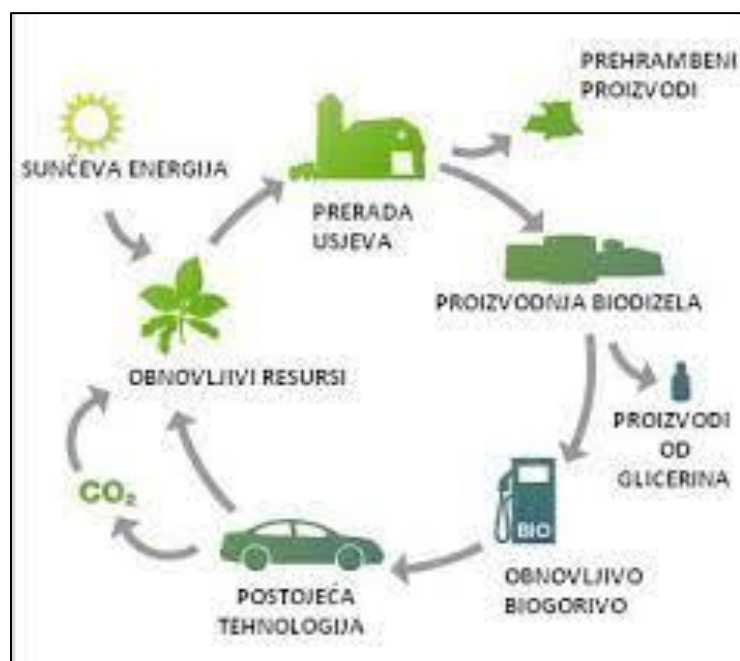 PREHRAMBENI
PROIZVODI
SUNČEVA ENERGIJA
PRERADA
USJEVA
PROIZVODNJA BIODIZELA
OBNOVLJIVI RESURSI
PROIZVODI
OD
GLICERINA
CO₂
BIO
OBNOVLJIVO
BIOGORIVO
POSTOJEĆA
TEHNOLOGIJA